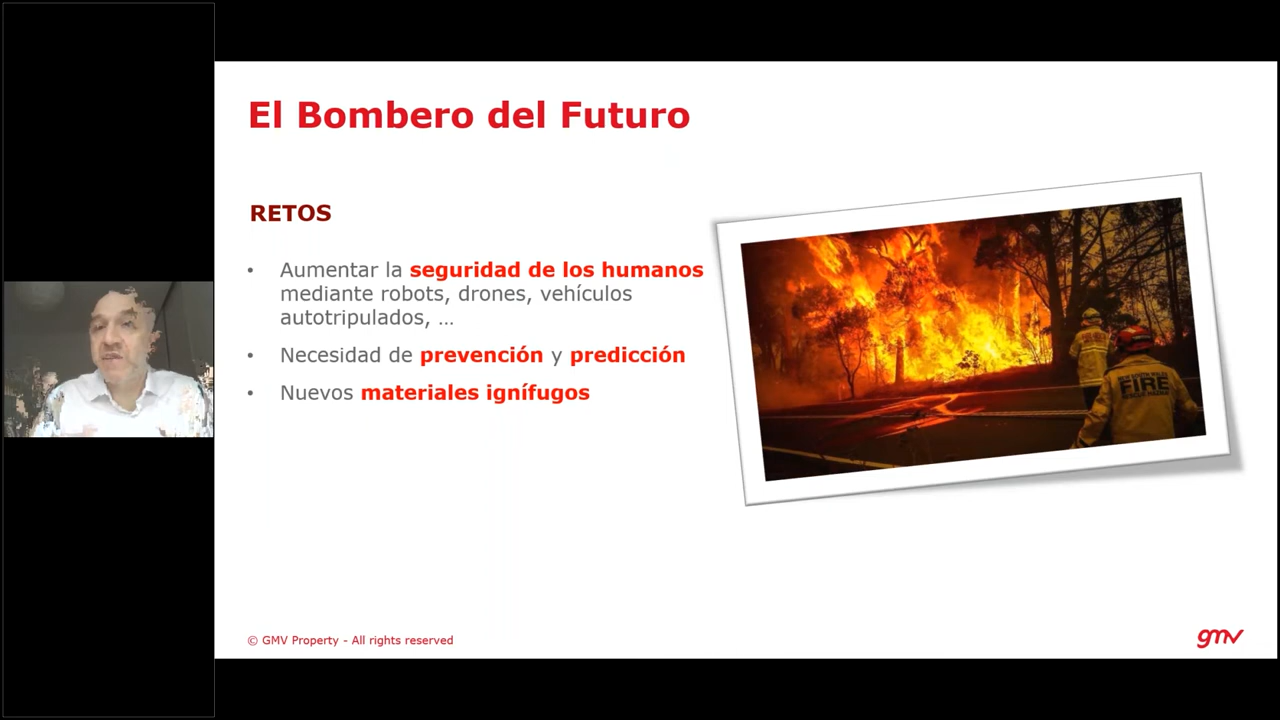 El Bombero del Futuro
RETOS
• Aumentar la seguridad de los humanos
mediante robots, drones, vehículos
autotripulados, ...
• Necesidad de prevención y predicción
• Nuevos materiales ignífugos
FIRE
© GMV Property - All rights reserved
gmv